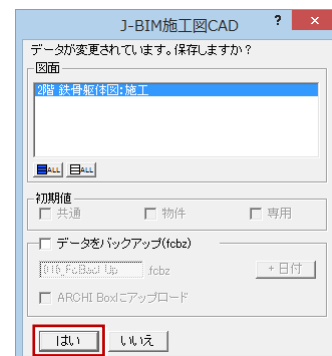 J-BIM施工図CAD ? ×
データが変更されています。保存しますか?
図面
2階 鉄骨躯体図:施工
ALL ALL
初期値
共通 物件 専用
データをバックアップ(fcbz)
.fcbz +日付
ARCHI Boxにアップロード
はい いいえ